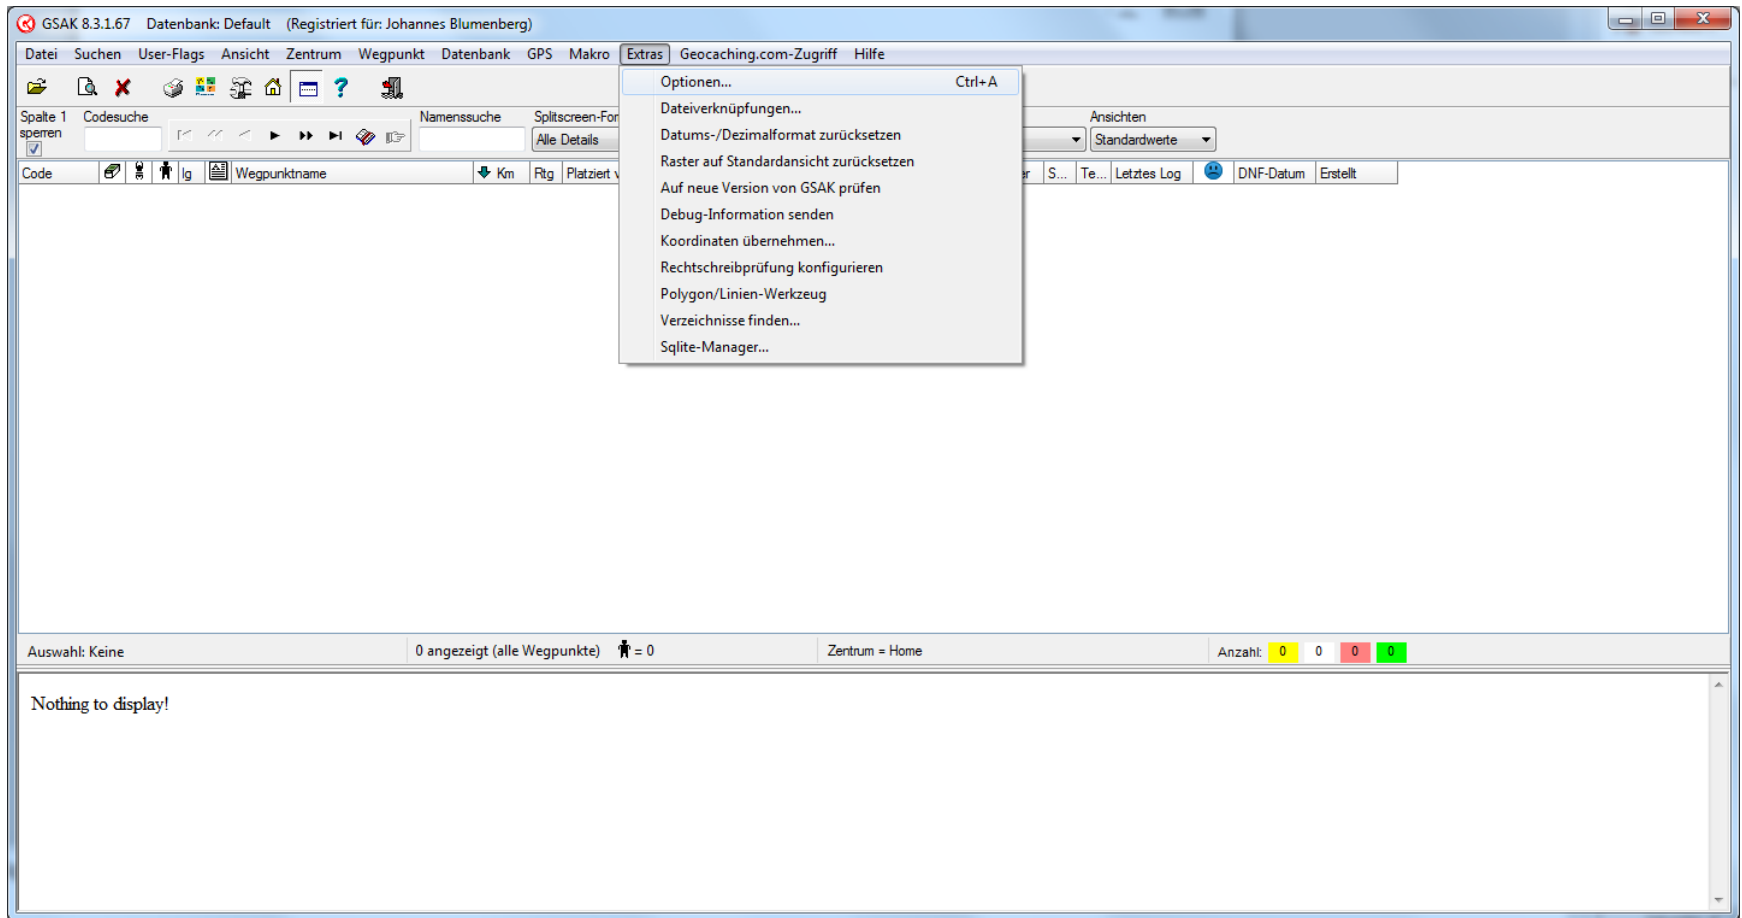 GSAK 8.3.1.67 Datenbank: Default (Registriert für: Johannes Blumenberg)
Datei Suchen User-Flags Ansicht Zentrum Wegpunkt Datenbank GPS Makro Extras Geocaching.com-Zugriff Hilfe
Optionen... Ctrl+A
Dateiverknüpfungen...
Datums-/Dezimalformat zurücksetzen
Raster auf Standardansicht zurücksetzen
Auf neue Version von GSAK prüfen
Debug-Information senden
Koordinaten übernehmen...
Rechtschreibprüfung konfigurieren
Polygon/Linien-Werkzeug
Verzeichnisse finden...
Sqlite-Manager...
Spalte 1 sperren
Codesuche
Namenssuche
Splitscreen-For
Alle Details
Ansichten
Standardwerte
Code Ig Wegpunktname Km Rtg Platziert S... Te... Letztes Log DNF-Datum Erstellt
Auswahl: Keine 0 angezeigt (alle Wegpunkte) = 0 Zentrum = Home Anzahl: 0 0 0 0
Nothing to display!